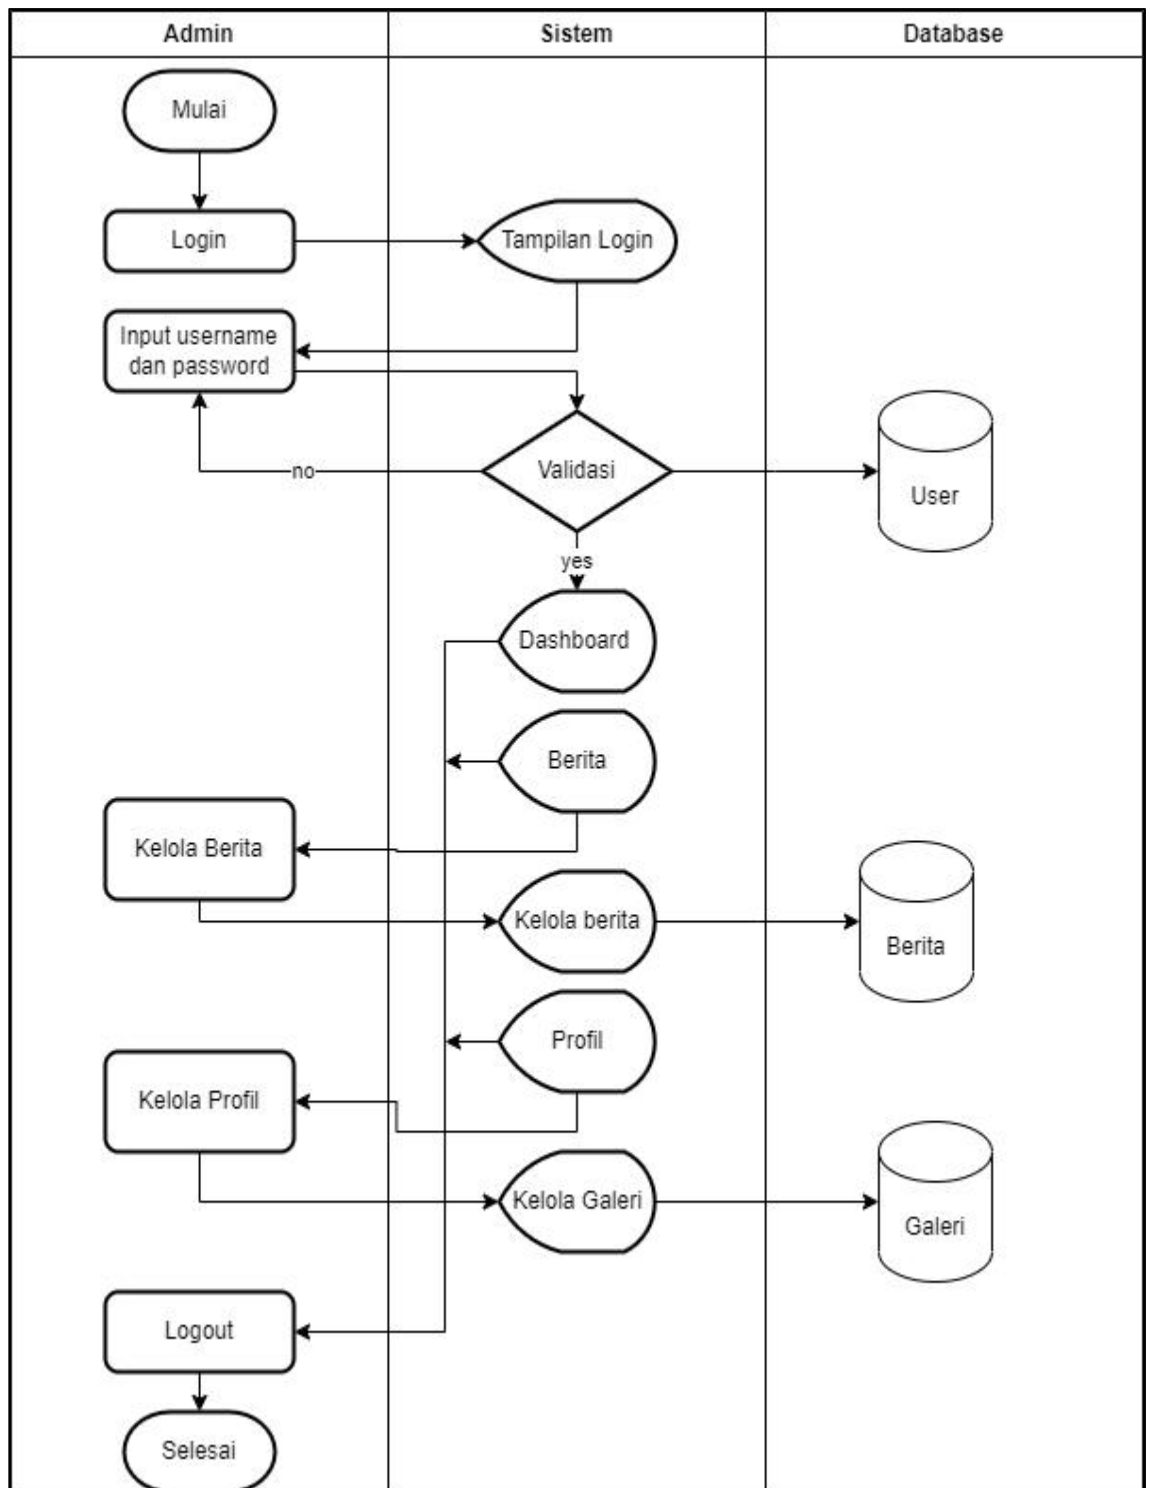 Admin
Sistem
Database
Mulai
Login
Tampilan Login
Input username
dan password
Validasi
no
User
yes
Dashboard
Berita
Kelola Berita
Kelola berita
Berita
Profil
Kelola Profil
Kelola Galeri
Galeri
Logout
Selesai